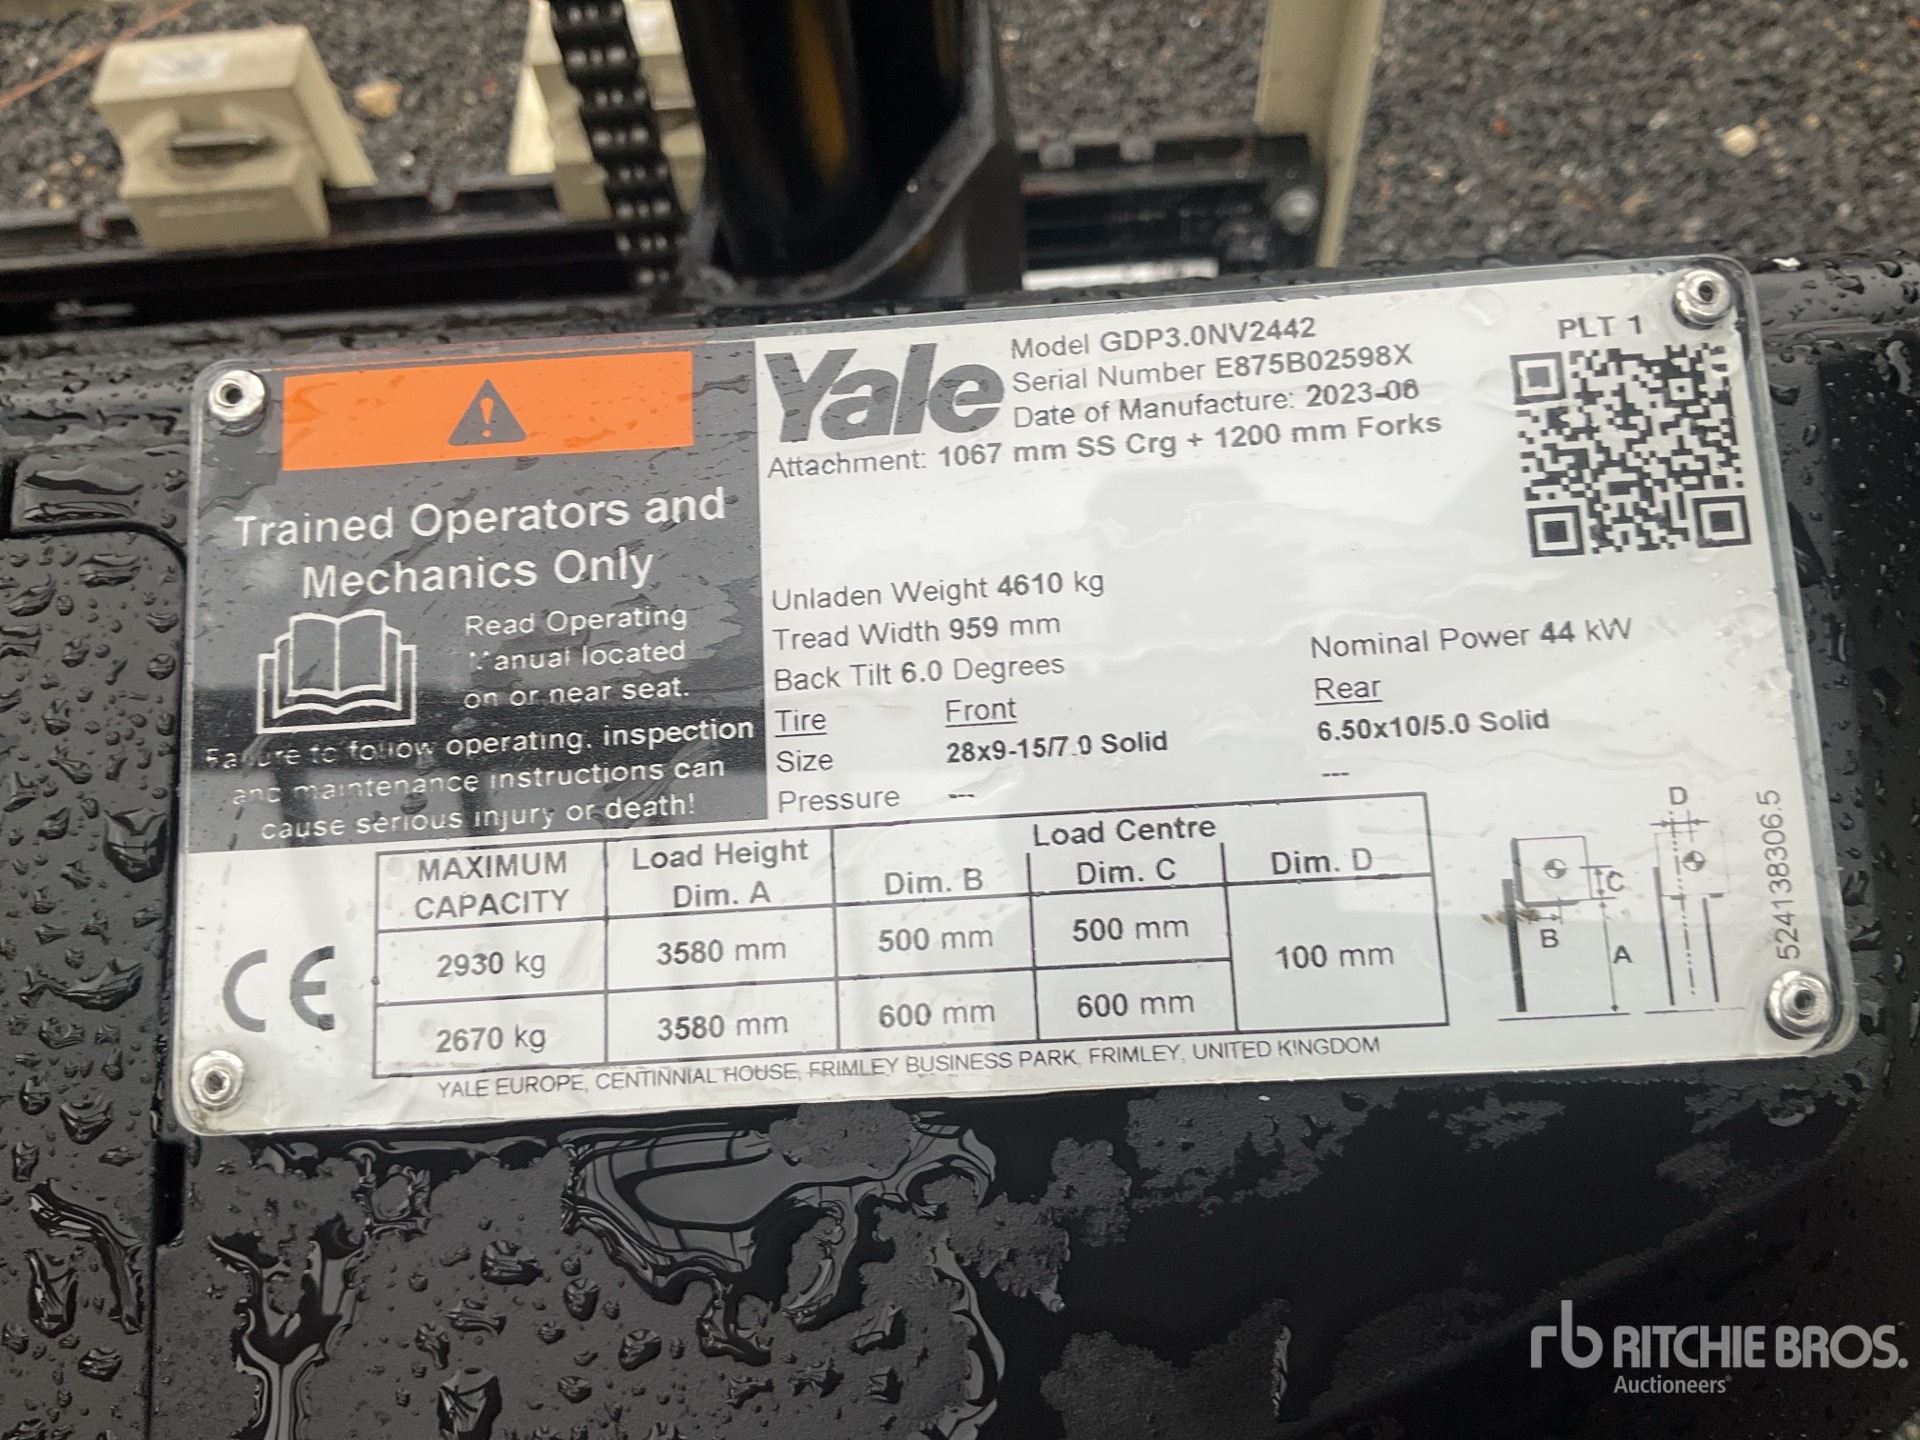 Trained Operators and
Mechanics Only
Read Operating
Manual located
on or near seat.
Failure to follow operating, inspection
and maintenance instructions can
cause serious injury or death!
Yale
Model GDP3.0NV2442
Serial Number E875B02598X
Date of Manufacture: 2023-06
Attachment: 1067 mm SS Crg + 1200 mm Forks
PLT 1
Unladen Weight 4610 kg
Tread Width 959 mm
Back Tilt 6.0 Degrees
Nominal Power 44 kW
Tire Front Rear
Size 28x9-15/7.0 Solid 6.50x10/5.0 Solid
Pressure --- ---
MAXIMUM CAPACITY Load Height Dim. A Load Centre
Dim. B Dim. C Dim. D
2930 kg 3580 mm 500 mm 500 mm 100 mm
2670 kg 3580 mm 600 mm 600 mm
CE
D
C
B
A
524138306.5
YALE EUROPE, CENTINNIAL HOUSE, FRIMLEY BUSINESS PARK, FRIMLEY, UNITED KINGDOM
rb RITCHIE BROS.
Auctioneers